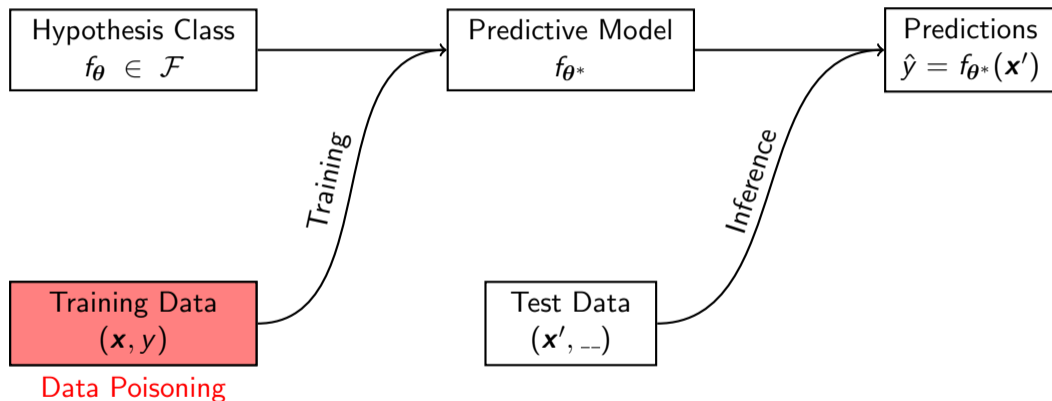 Hypothesis Class
f_θ ∈ ℱ
Predictive Model
f_θ*
Predictions
ŷ = f_θ*(x′)
Training
Inference
Training Data
(x, y)
Test Data
(x′, __)
Data Poisoning